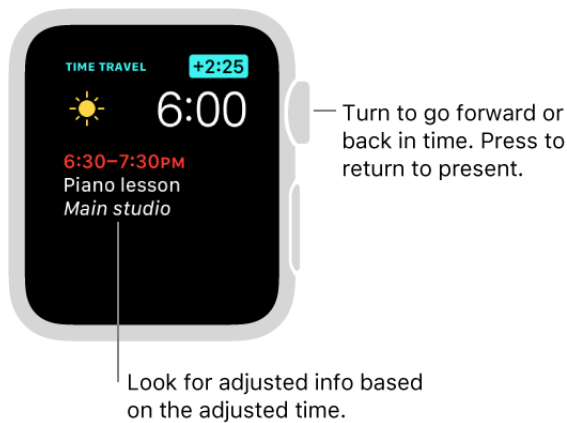 TIME TRAVEL +2:25
6:00
6:30–7:30PM
Piano lesson
Main studio
Turn to go forward or
back in time. Press to
return to present.
Look for adjusted info based
on the adjusted time.